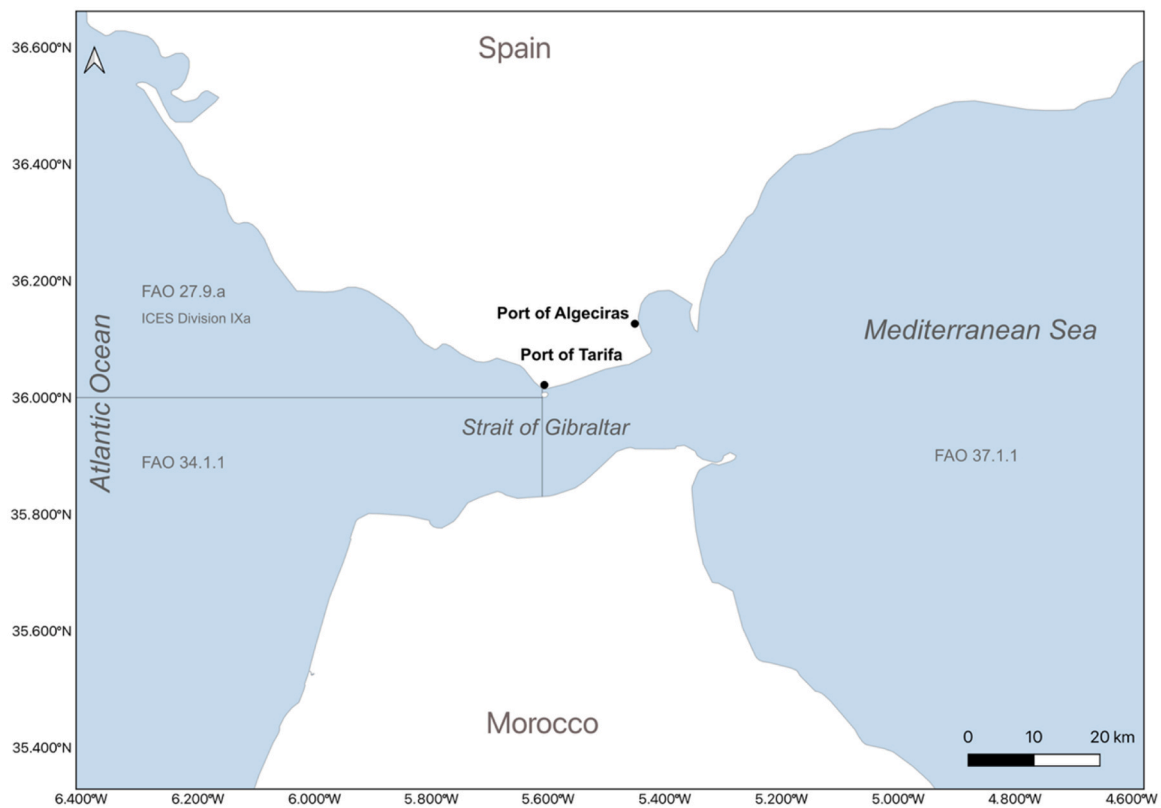 Spain
36.600°N
36.400°N
36.200°N
FAO 27.9.a
ICES Division IXa
Port of Algeciras
Mediterranean Sea
Port of Tarifa
Atlantic Ocean
36.000°N
Strait of Gibraltar
FAO 34.1.1
FAO 37.1.1
35.800°N
35.600°N
Morocco
35.400°N
0 10 20 km
6.400°W 6.200°W 6.000°W 5.800°W 5.600°W 5.400°W 5.200°W 5.000°W 4.800°W 4.600°W